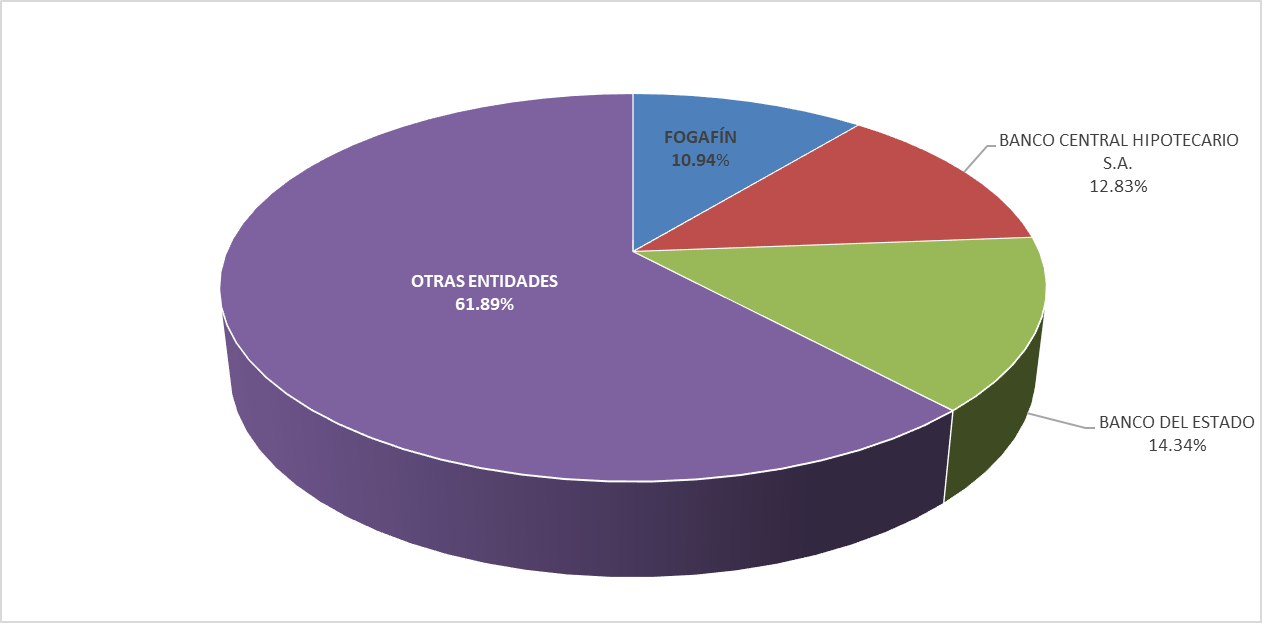 FOGAFÍN
10.94%
BANCO CENTRAL HIPOTECARIO
S.A.
12.83%
OTRAS ENTIDADES
61.89%
BANCO DEL ESTADO
14.34%